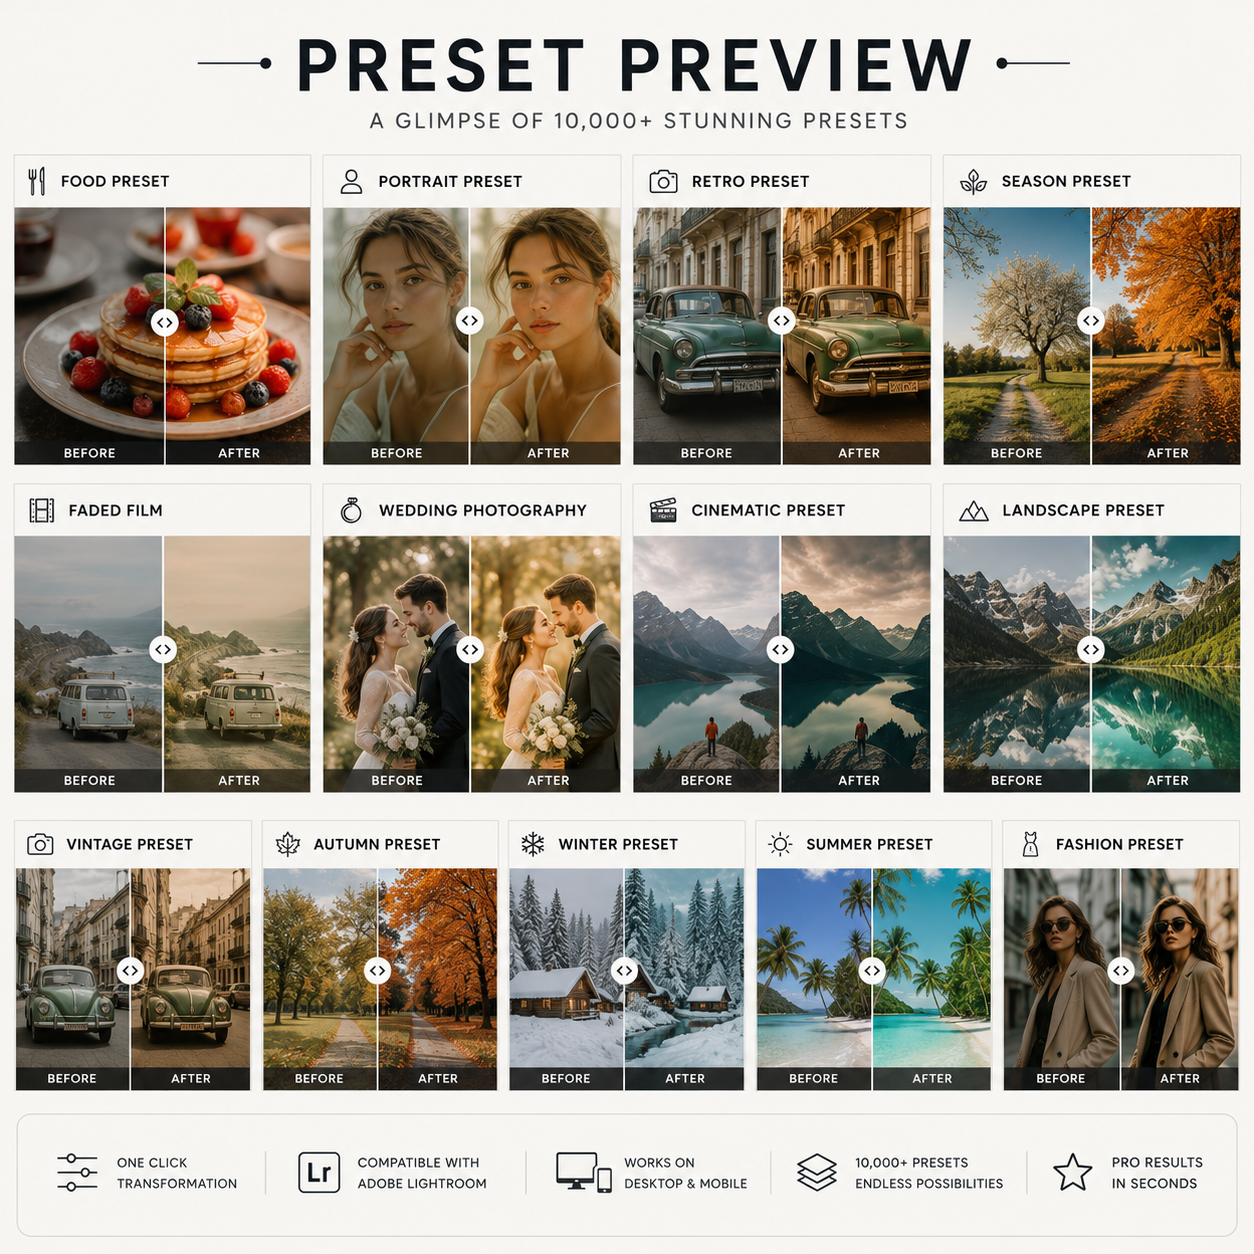 PRESET PREVIEW
A GLIMPSE OF 10,000+ STUNNING PRESETS
FOOD PRESET
BEFORE
AFTER
PORTRAIT PRESET
BEFORE
AFTER
RETRO PRESET
BEFORE
AFTER
SEASON PRESET
BEFORE
AFTER
FADED FILM
BEFORE
AFTER
WEDDING PHOTOGRAPHY
BEFORE
AFTER
CINEMATIC PRESET
BEFORE
AFTER
LANDSCAPE PRESET
BEFORE
AFTER
VINTAGE PRESET
BEFORE
AFTER
AUTUMN PRESET
BEFORE
AFTER
WINTER PRESET
BEFORE
AFTER
SUMMER PRESET
BEFORE
AFTER
FASHION PRESET
BEFORE
AFTER
ONE CLICK
TRANSFORMATION
Lr
COMPATIBLE WITH
ADOBE LIGHTROOM
WORKS ON
DESKTOP & MOBILE
10,000+ PRESETS
ENDLESS POSSIBILITIES
PRO RESULTS
IN SECONDS